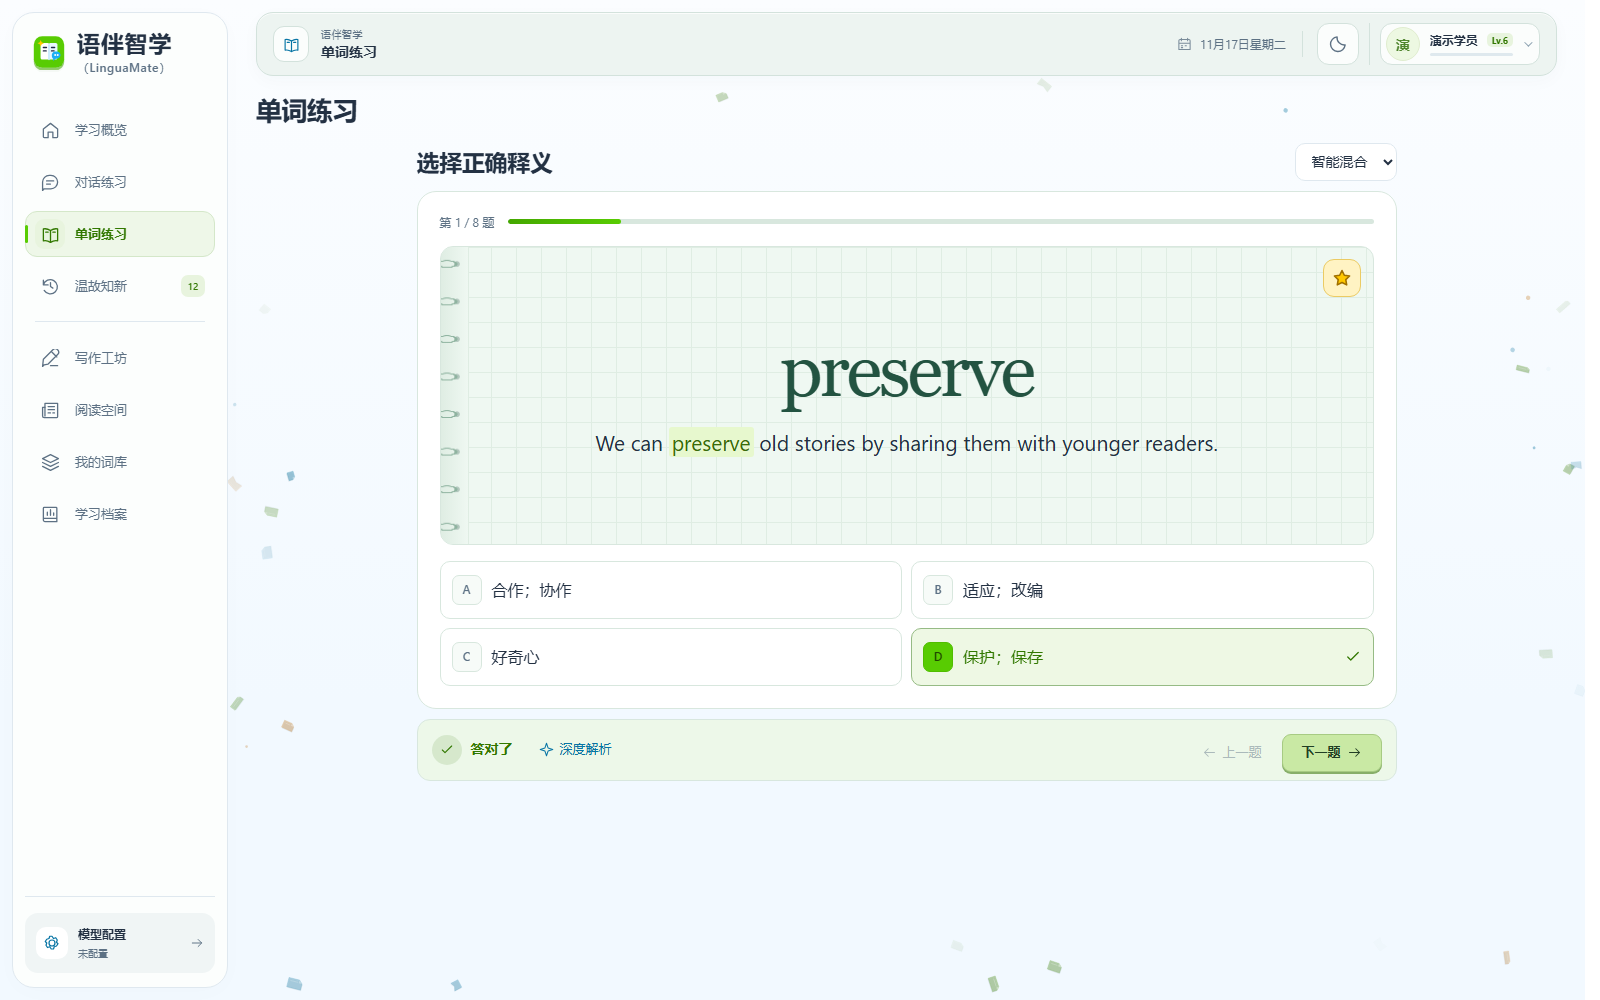 语伴智学
（LinguaMate）
学习概览
对话练习
单词练习
温故知新
12
写作工坊
阅读空间
我的词库
学习档案
模型配置
未配置
语伴智学
单词练习
11月17日星期二
演
演示学员
Lv.6
单词练习
选择正确释义
智能混合
第 1 / 8 题
preserve
We can preserve old stories by sharing them with younger readers.
A 合作；协作
B 适应；改编
C 好奇心
D 保护；保存
答对了
深度解析
上一题
下一题